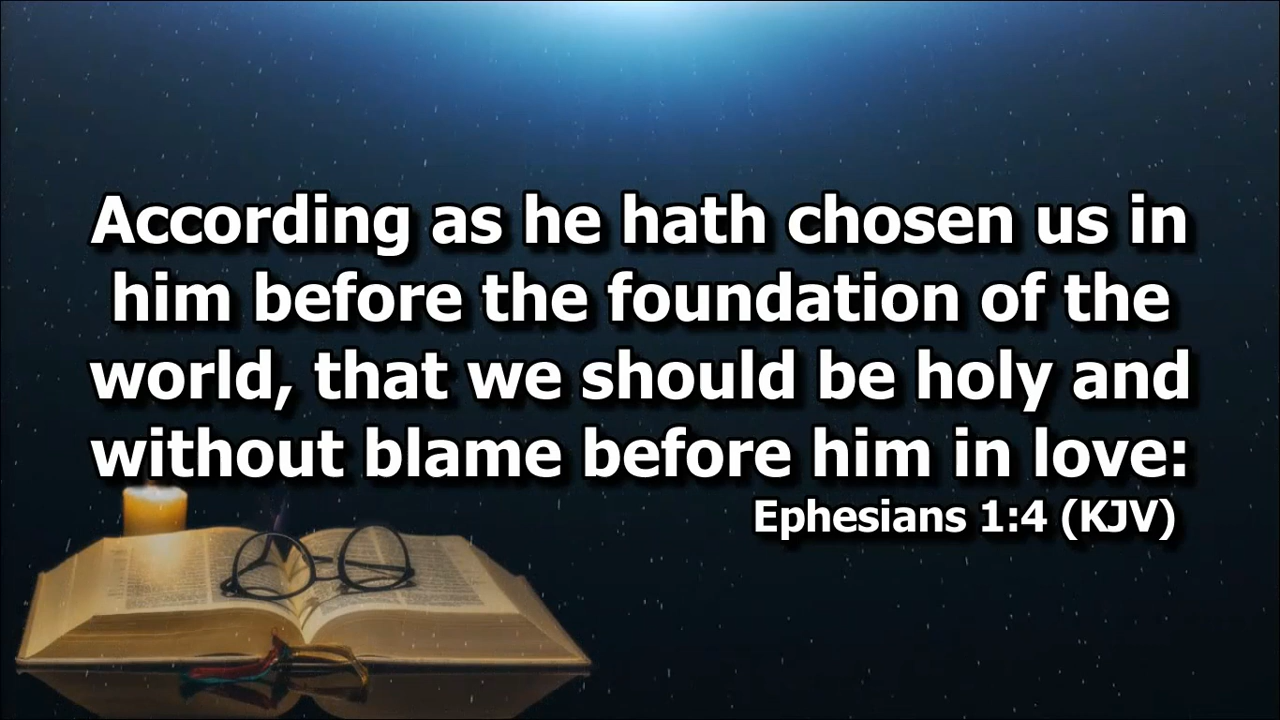 According as he hath chosen us in
him before the foundation of the
world, that we should be holy and
without blame before him in love:
Ephesians 1:4 (KJV)